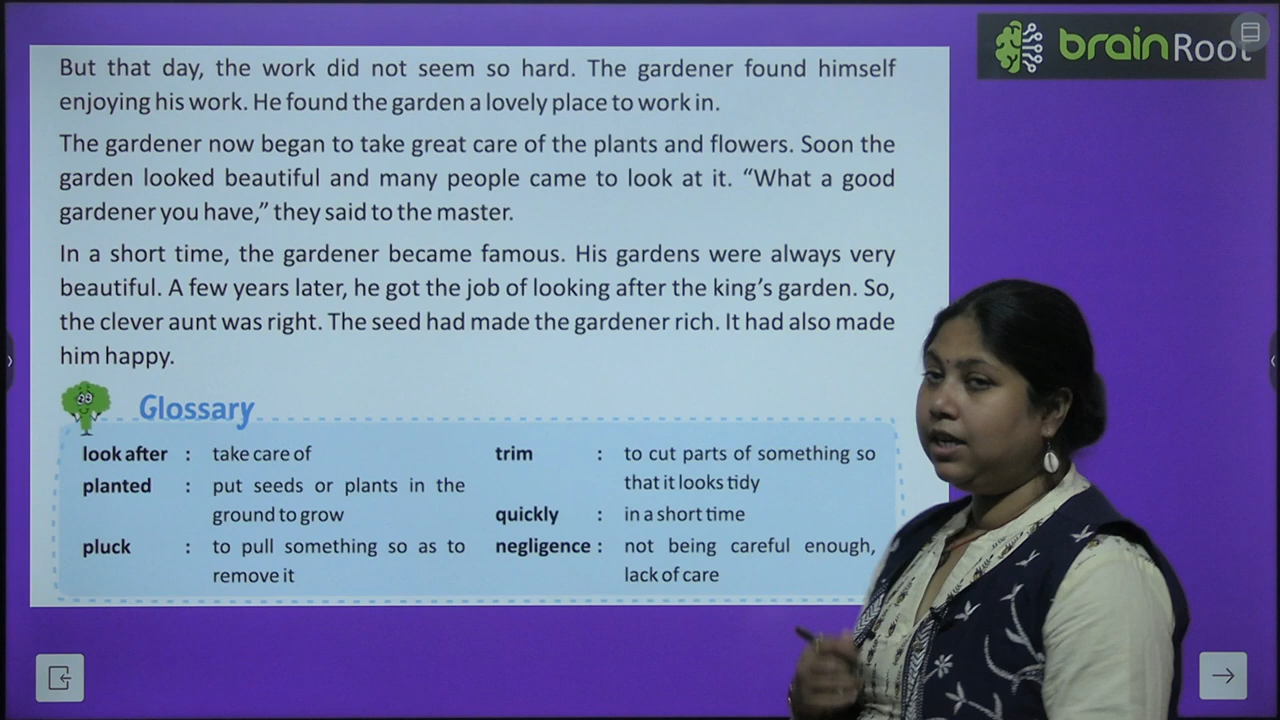 brainRoot
But that day, the work did not seem so hard. The gardener found himself
enjoying his work. He found the garden a lovely place to work in.
The gardener now began to take great care of the plants and flowers. Soon the
garden looked beautiful and many people came to look at it. “What a good
gardener you have,” they said to the master.
In a short time, the gardener became famous. His gardens were always very
beautiful. A few years later, he got the job of looking after the king’s garden. So,
the clever aunt was right. The seed had made the gardener rich. It had also made
him happy.
Glossary
look after : take care of
planted : put seeds or plants in the
ground to grow
pluck : to pull something so as to
remove it
trim : to cut parts of something so
that it looks tidy
quickly : in a short time
negligence : not being careful enough,
lack of care